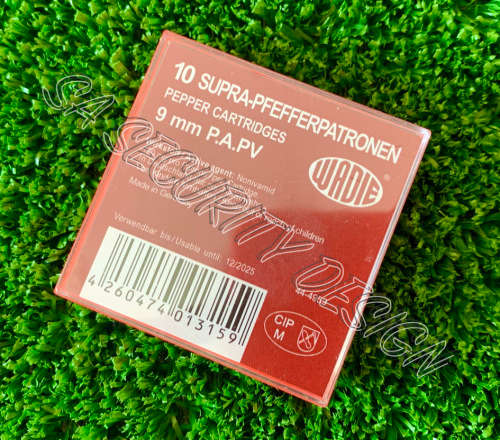 10 SUPRA-PFEFFERPATRONEN
PEPPER CARTRIDGES
9 mm P.A.PV
WADIE
agent: Nonivamid
children
Made in
Verwendbar bis/Usable until: 12/2025
4 260474 013159
CIP
M
SA SECURITY DESIGN